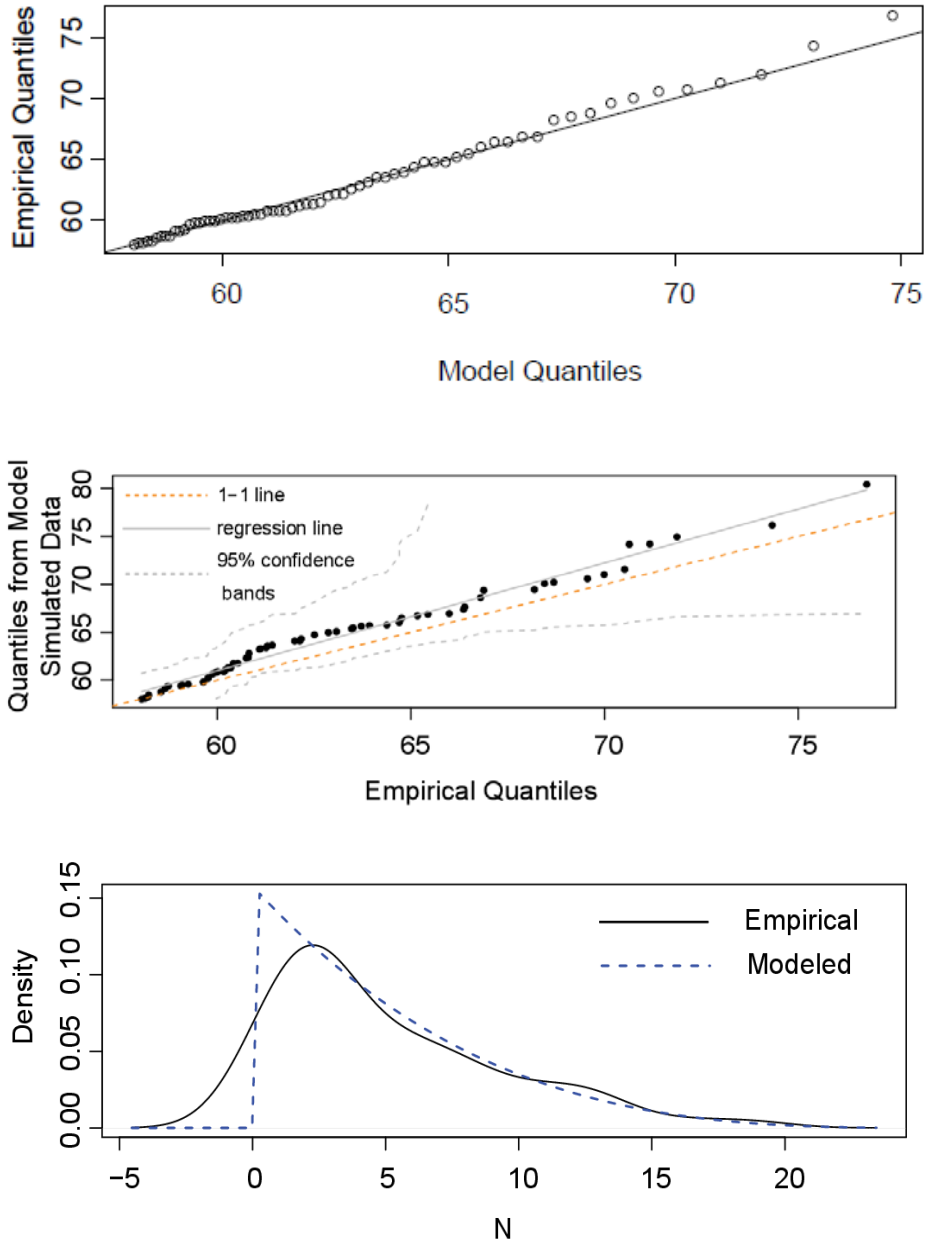 Empirical Quantiles
75
70
65
60
60
65
70
75
Model Quantiles
Quantiles from Model
Simulated Data
80
75
70
65
60
1−1 line
regression line
95% confidence
bands
60
65
70
75
Empirical Quantiles
Density
0.15
0.10
0.05
0.00
Empirical
Modeled
−5
0
5
10
15
20
N